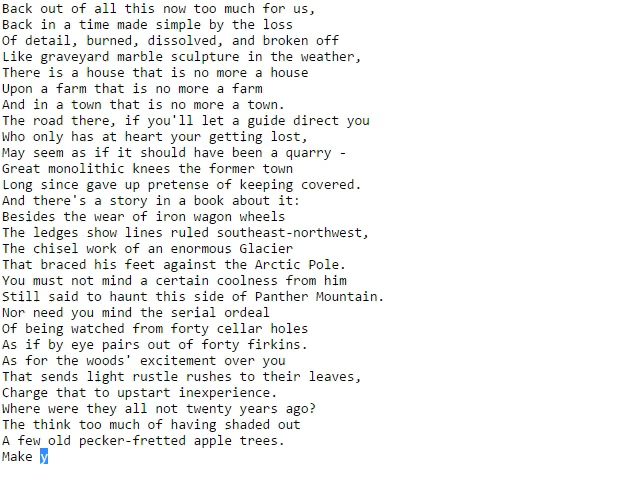 Back out of all this now too much for us,
Back in a time made simple by the loss
Of detail, burned, dissolved, and broken off
Like graveyard marble sculpture in the weather,
There is a house that is no more a house
Upon a farm that is no more a farm
And in a town that is no more a town.
The road there, if you'll let a guide direct you
Who only has at heart your getting lost,
May seem as if it should have been a quarry -
Great monolithic knees the former town
Long since gave up pretense of keeping covered.
And there's a story in a book about it:
Besides the wear of iron wagon wheels
The ledges show lines ruled southeast-northwest,
The chisel work of an enormous Glacier
That braced his feet against the Arctic Pole.
You must not mind a certain coolness from him
Still said to haunt this side of Panther Mountain.
Nor need you mind the serial ordeal
Of being watched from forty cellar holes
As if by eye pairs out of forty firkins.
As for the woods' excitement over you
That sends light rustle rushes to their leaves,
Charge that to upstart inexperience.
Where were they all not twenty years ago?
The think too much of having shaded out
A few old pecker-fretted apple trees.
Make y